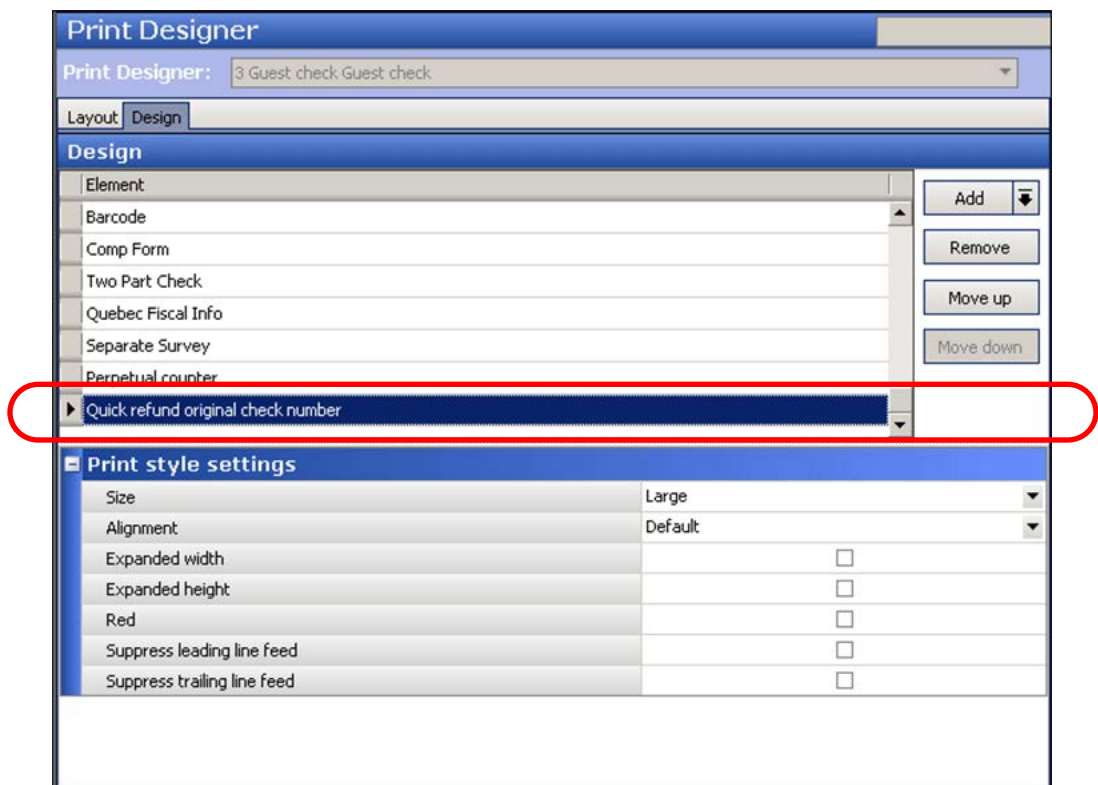 Print Designer
Print Designer: 3 Guest check Guest check
Layout Design
Design
Element
Add
Barcode
Comp Form
Remove
Two Part Check
Move up
Quebec Fiscal Info
Separate Survey
Move down
Perpetual counter
Quick refund original check number
Print style settings
Size Large
Alignment Default
Expanded width
Expanded height
Red
Suppress leading line feed
Suppress trailing line feed